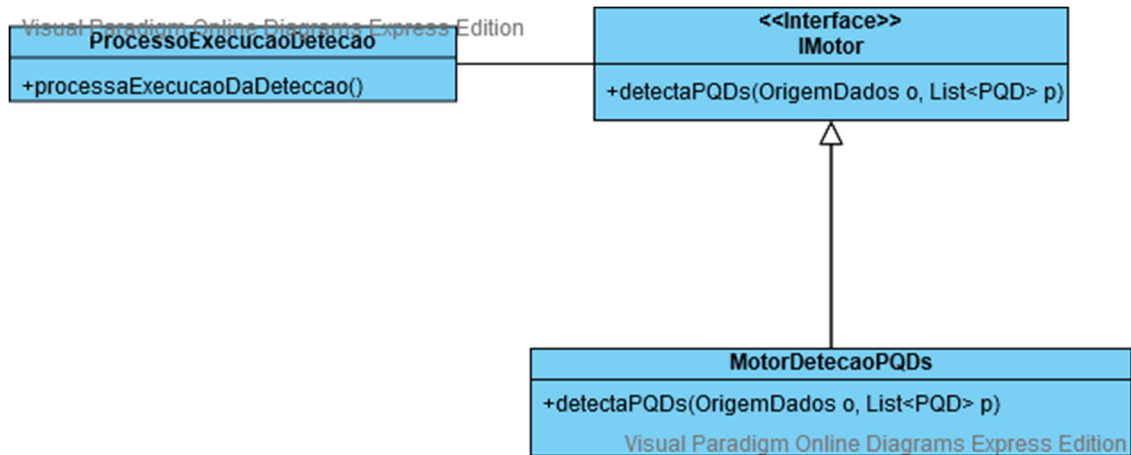 Visual Paradigm Online Diagrams Express Edition
ProcessoExecucaoDetecao
+processaExecucaoDaDeteccao()
<<Interface>>
IMotor
+detectaPQDs(OrigemDados o, List<PQD> p)
MotorDetecaoPQDs
+detectaPQDs(OrigemDados o, List<PQD> p)
Visual Paradigm Online Diagrams Express Edition